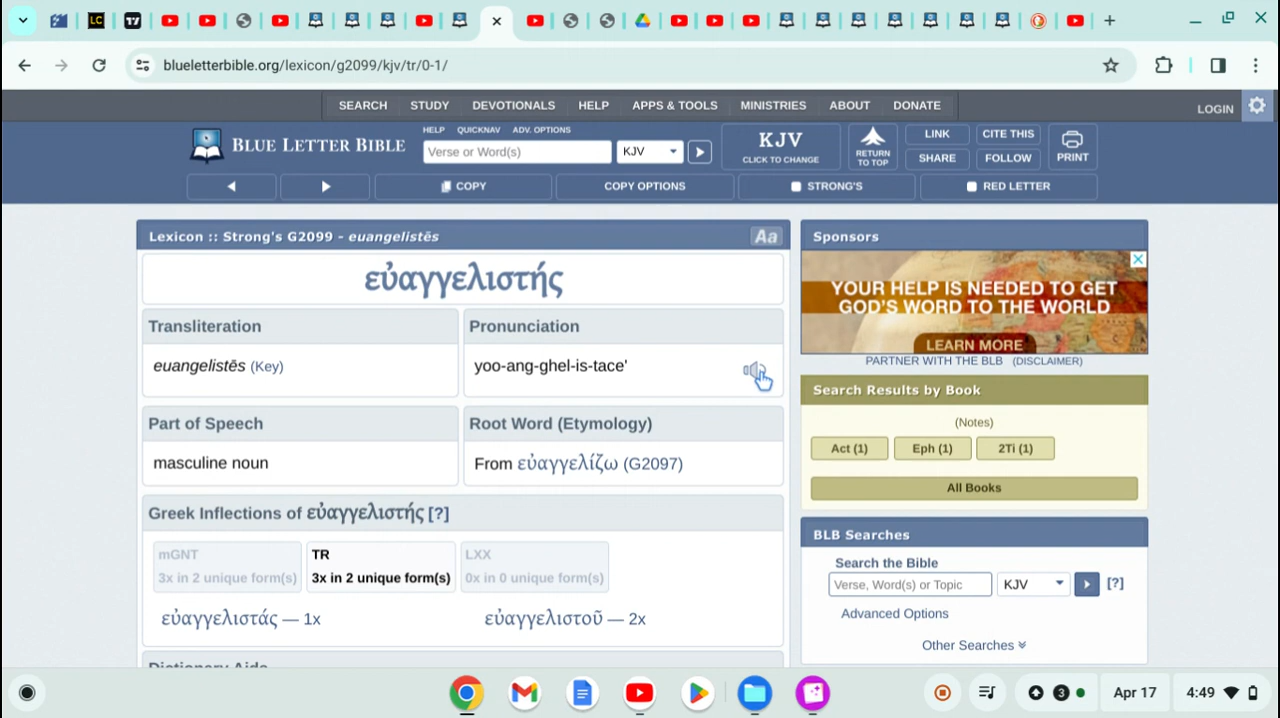 blueletterbible.org/lexicon/g2099/kjv/tr/0-1/
SEARCH STUDY DEVOTIONALS HELP APPS & TOOLS MINISTRIES ABOUT DONATE
LOGIN
BLUE LETTER BIBLE
HELP QUICKNAV ADV. OPTIONS
Verse or Word(s) KJV
KJV
CLICK TO CHANGE
RETURN
TO TOP
LINK CITE THIS
SHARE FOLLOW
PRINT
COPY COPY OPTIONS STRONG'S RED LETTER
Lexicon :: Strong's G2099 - euangelistēs Aa
εὐαγγελιστής
Transliteration
euangelistēs (Key)
Pronunciation
yoo-ang-ghel-is-tace'
Part of Speech
masculine noun
Root Word (Etymology)
From εὐαγγελίζω (G2097)
Greek Inflections of εὐαγγελιστής [?]
mGNT
3x in 2 unique form(s)
TR
3x in 2 unique form(s)
LXX
0x in 0 unique form(s)
εὐαγγελιστάς — 1x εὐαγγελιστοῦ — 2x
Dictionary Aids
Sponsors
YOUR HELP IS NEEDED TO GET
GOD'S WORD TO THE WORLD
LEARN MORE
PARTNER WITH THE BLB (DISCLAIMER)
Search Results by Book
(Notes)
Act (1) Eph (1) 2Ti (1)
All Books
BLB Searches
Search the Bible
Verse, Word(s) or Topic KJV [?]
Advanced Options
Other Searches
3 Apr 17 4:49